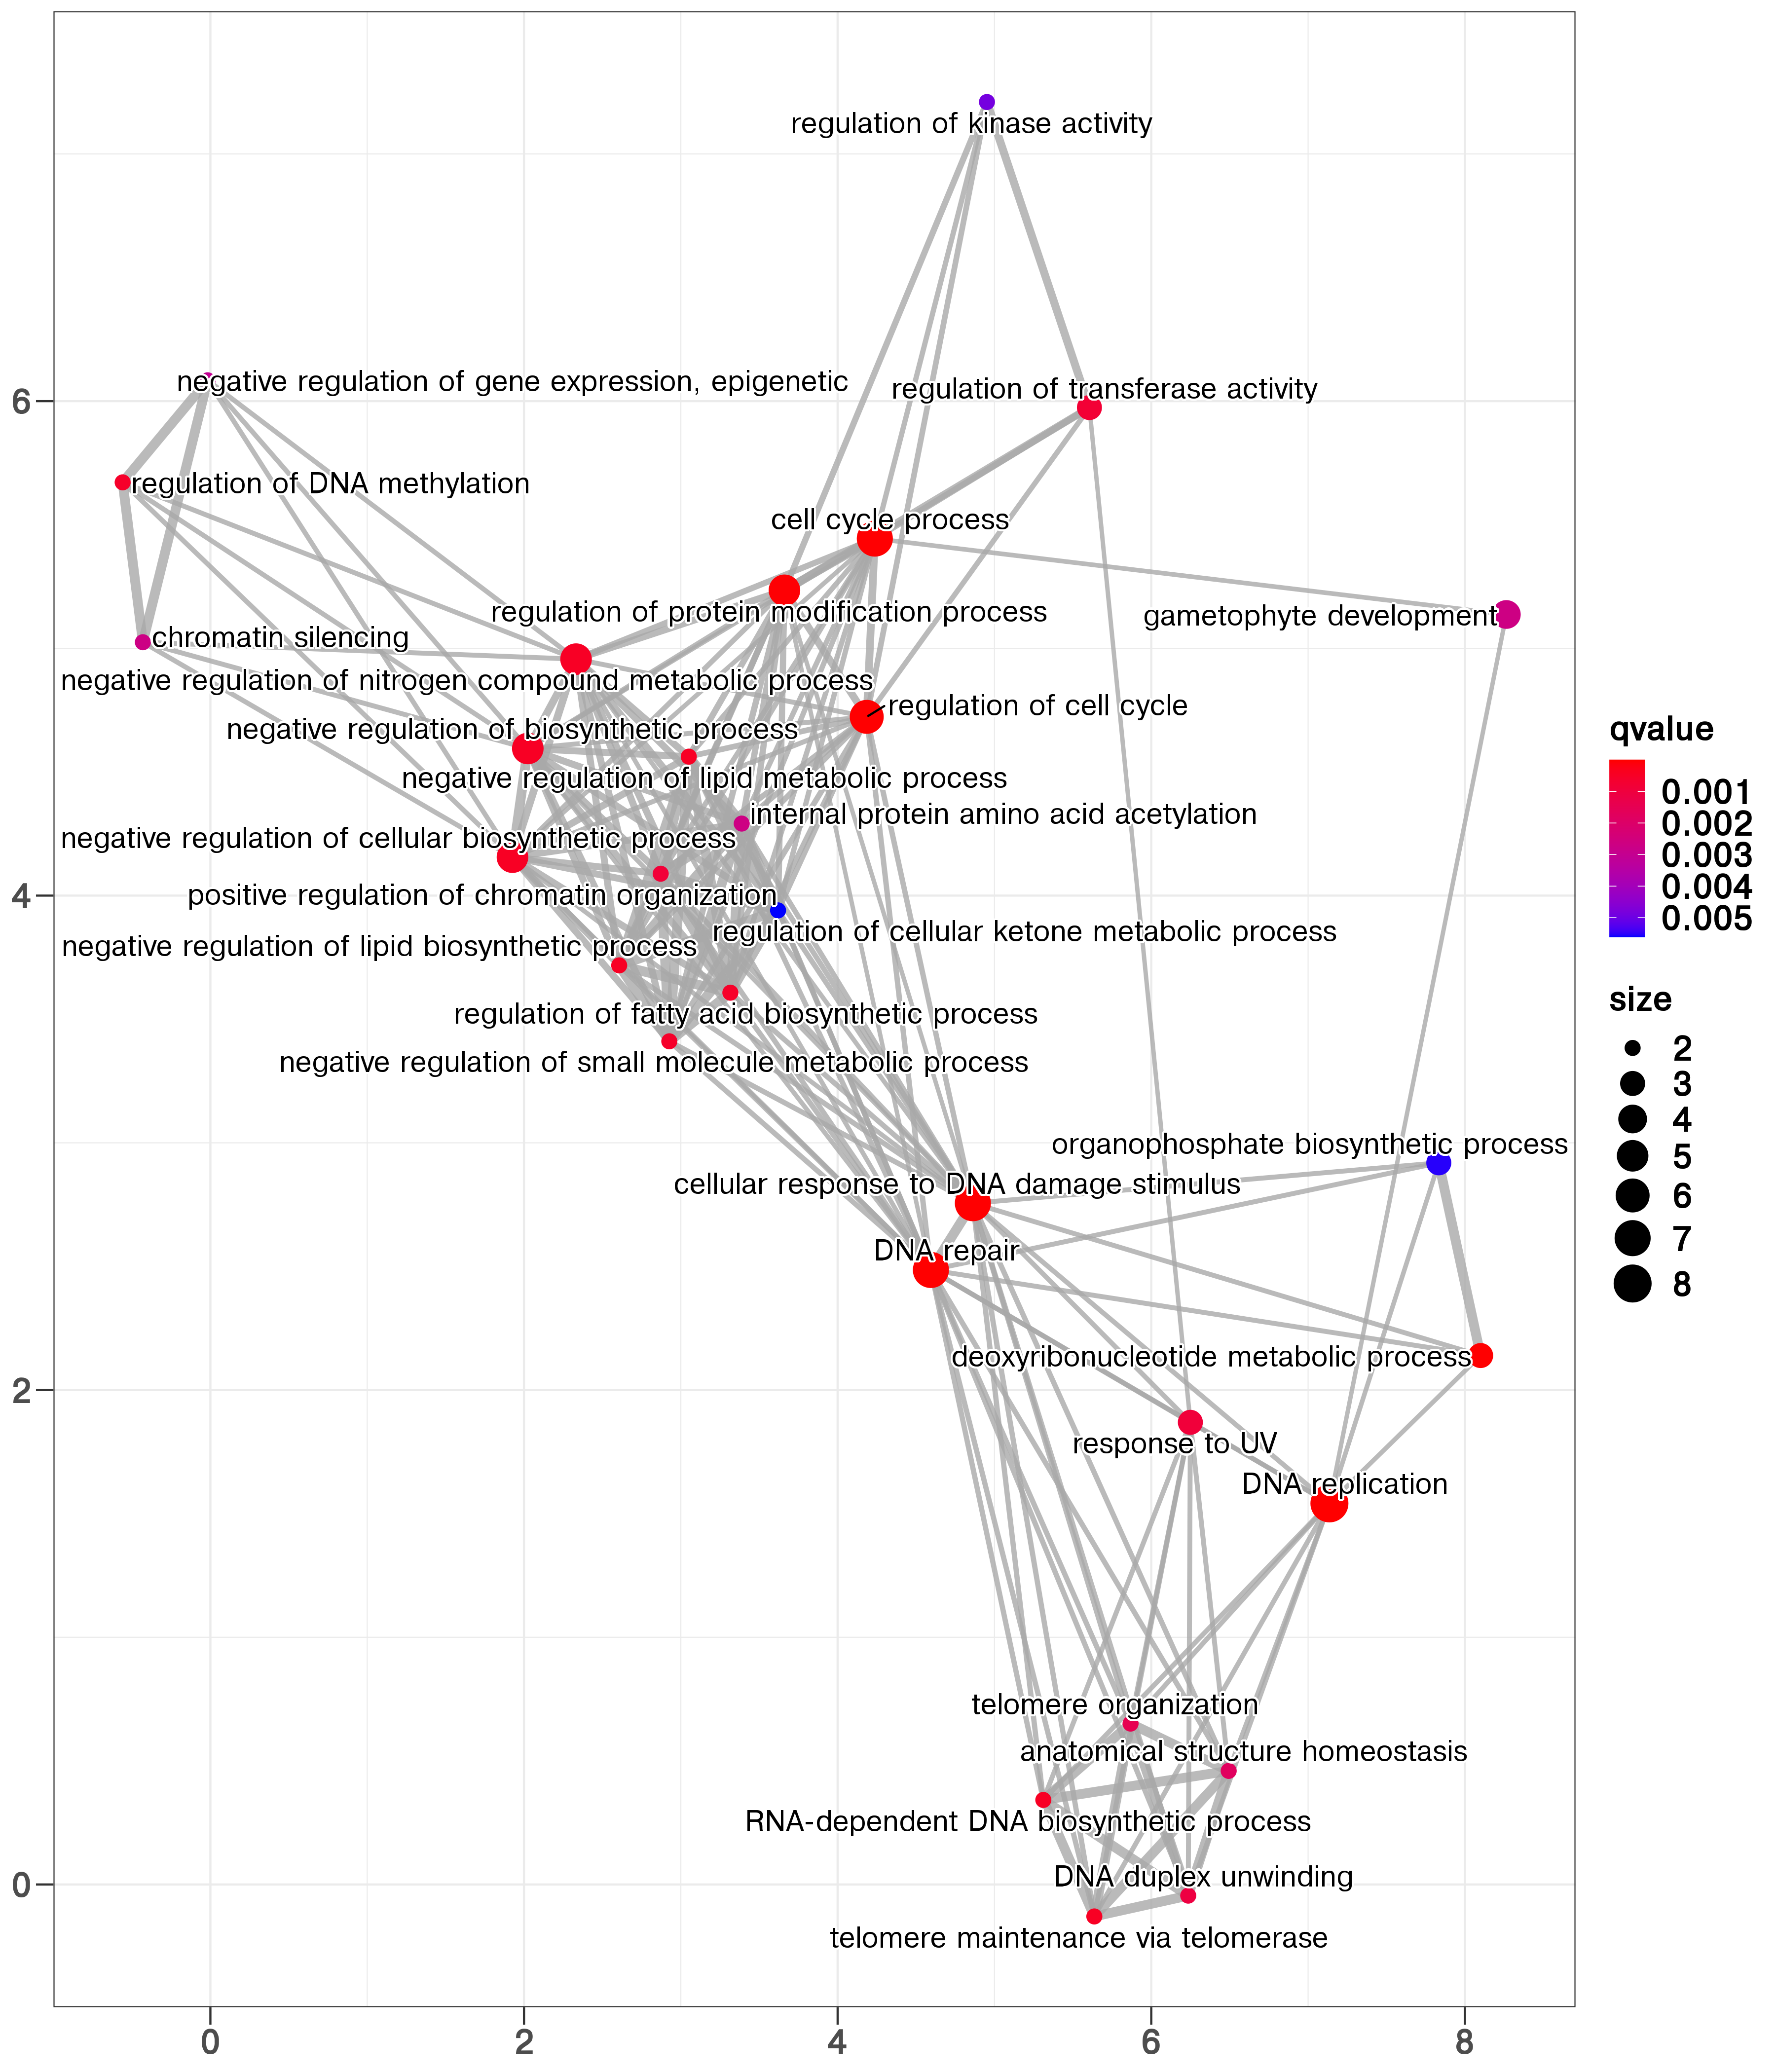 regulation of kinase activity
negative regulation of gene expression, epigenetic
regulation of transferase activity
6
regulation of DNA methylation
cell cycle process
regulation of protein modification process
gametophyte development
chromatin silencing
negative regulation of nitrogen compound metabolic process
regulation of cell cycle
negative regulation of biosynthetic process
negative regulation of lipid metabolic process
internal protein amino acid acetylation
negative regulation of cellular biosynthetic process
positive regulation of chromatin organization
4
regulation of cellular ketone metabolic process
negative regulation of lipid biosynthetic process
regulation of fatty acid biosynthetic process
negative regulation of small molecule metabolic process
organophosphate biosynthetic process
cellular response to DNA damage stimulus
DNA repair
deoxyribonucleotide metabolic process
2
response to UV
DNA replication
telomere organization
anatomical structure homeostasis
RNA-dependent DNA biosynthetic process
DNA duplex unwinding
0
telomere maintenance via telomerase
0 2 4 6 8
qvalue
0.001
0.002
0.003
0.004
0.005
size
2
3
4
5
6
7
8